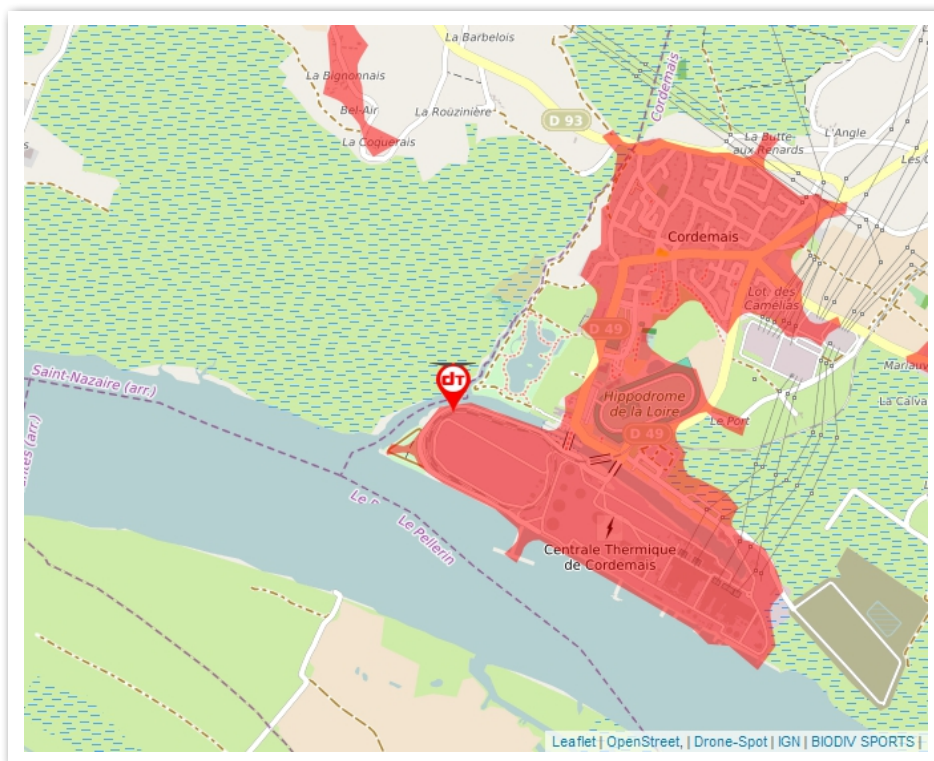 La Barbelois
La Bignonnais
Bel-Air
La Rouzinière
La Coquerais
D 93
Cordemais
La Butte
aux Renards
L'Angle
Les
Cordemais
Lot. des
Camélias
D 49
Hippodrome
de la Loire
D 49
Le Port
La Calva
Saint-Nazaire (arr.)
(arr.)
dT
Le Pellerin
Centrale Thermique
de Cordemais
Leaflet | OpenStreet, | Drone-Spot | IGN | BIODIV SPORTS |